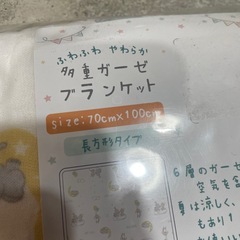 ふわふわ やわらか
多重ガーゼ
ブランケット
size:70cm×100cm
長方形タイプ
6層のガーゼ
空気を含
夏は涼しく、
もあり